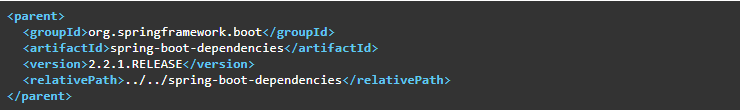 <parent>
  <groupId>org.springframework.boot</groupId>
  <artifactId>spring-boot-dependencies</artifactId>
  <version>2.2.1.RELEASE</version>
  <relativePath>../../spring-boot-dependencies</relativePath>
</parent>